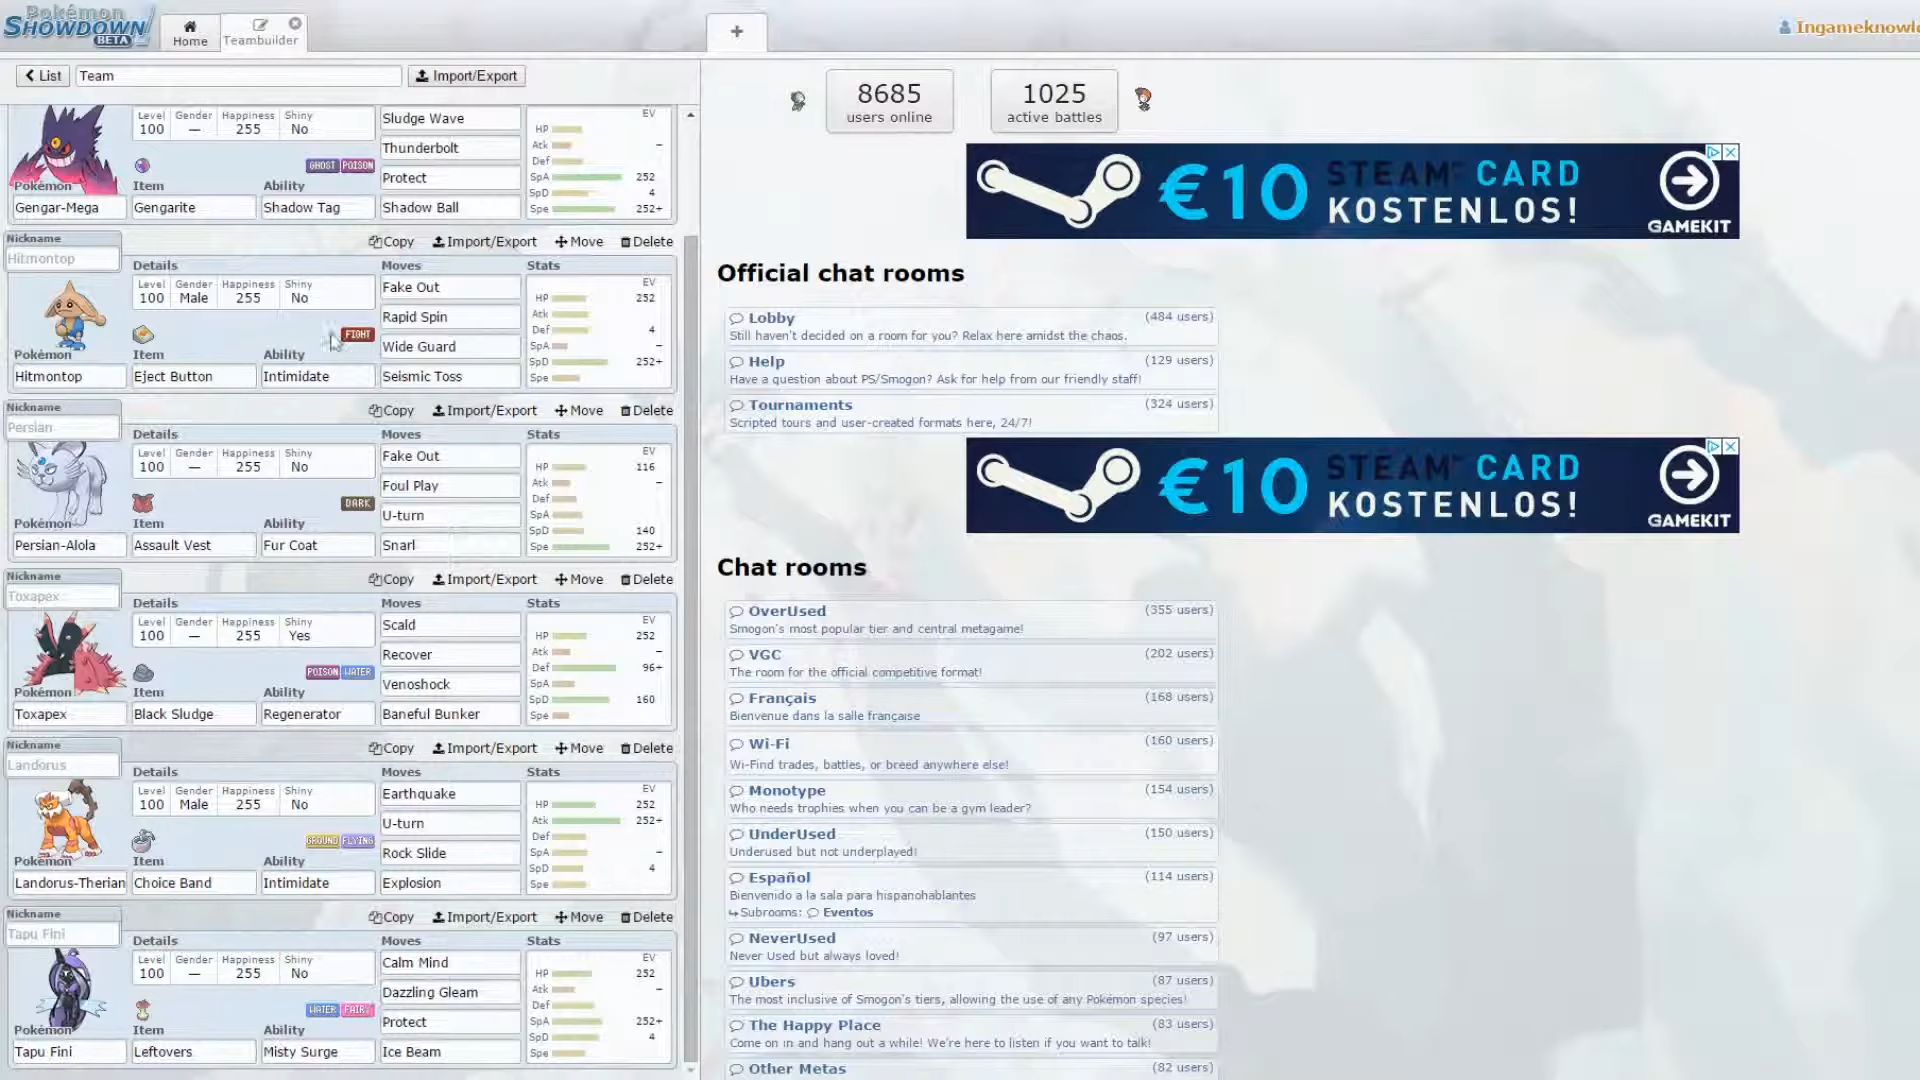 Pokémon
SHOWDOWN!
BETA
Home
Teambuilder
+
List
Team
Import/Export
8685
users online
1025
active battles
Level
Gender
Happiness
Shiny
100
—
255
No
GHOST POISON
Pokémon
Item
Ability
Gengar-Mega
Gengarite
Shadow Tag
Sludge Wave
Thunderbolt
Protect
Shadow Ball
EV
HP
Atk –
Def
SpA 252
SpD 4
Spe 252+
Nickname
Hitmontop
Copy Import/Export Move Delete
Details
Moves
Stats
Level
Gender
Happiness
Shiny
100
Male
255
No
FIGHT
Pokémon
Item
Ability
Hitmontop
Eject Button
Intimidate
Fake Out
Rapid Spin
Wide Guard
Seismic Toss
EV
HP 252
Atk
Def 4
SpA –
SpD 252+
Spe
Nickname
Persian
Copy Import/Export Move Delete
Details
Moves
Stats
Level
Gender
Happiness
Shiny
100
—
255
No
DARK
Pokémon
Item
Ability
Persian-Alola
Assault Vest
Fur Coat
Fake Out
Foul Play
U-turn
Snarl
EV
HP 116
Atk –
Def
SpA
SpD 140
Spe 252+
Nickname
Toxapex
Copy Import/Export Move Delete
Details
Moves
Stats
Level
Gender
Happiness
Shiny
100
—
255
Yes
POISON WATER
Pokémon
Item
Ability
Toxapex
Black Sludge
Regenerator
Scald
Recover
Venoshock
Baneful Bunker
EV
HP 252
Atk –
Def 96+
SpA
SpD 160
Spe
Nickname
Landorus
Copy Import/Export Move Delete
Details
Moves
Stats
Level
Gender
Happiness
Shiny
100
Male
255
No
GROUND FLYING
Pokémon
Item
Ability
Landorus-Therian
Choice Band
Intimidate
Earthquake
U-turn
Rock Slide
Explosion
EV
HP 252
Atk 252+
Def
SpA –
SpD 4
Spe
Nickname
Tapu Fini
Copy Import/Export Move Delete
Details
Moves
Stats
Level
Gender
Happiness
Shiny
100
—
255
No
WATER FAIRY
Pokémon
Item
Ability
Tapu Fini
Leftovers
Misty Surge
Calm Mind
Dazzling Gleam
Protect
Ice Beam
EV
HP 252
Atk –
Def
SpA 252+
SpD 4
Spe
€10 STEAM™ CARD
KOSTENLOS!
GAMEKIT
Official chat rooms
Lobby (484 users)
Still haven't decided on a room for you? Relax here amidst the chaos.
Help (129 users)
Have a question about PS/Smogon? Ask for help from our friendly staff!
Tournaments (324 users)
Scripted tours and user-created formats here, 24/7!
€10 STEAM™ CARD
KOSTENLOS!
GAMEKIT
Chat rooms
OverUsed (355 users)
Smogon's most popular tier and central metagame!
VGC (202 users)
The room for the official competitive format!
Français (168 users)
Bienvenue dans la salle française
Wi-Fi (160 users)
Wi-Find trades, battles, or breed anywhere else!
Monotype (154 users)
Who needs trophies when you can be a gym leader?
UnderUsed (150 users)
Underused but not underplayed!
Español (114 users)
Bienvenido a la sala para hispanohablantes
Subrooms: Eventos
NeverUsed (97 users)
Never Used but always loved!
Ubers (87 users)
The most inclusive of Smogon's tiers, allowing the use of any Pokémon species!
The Happy Place (83 users)
Come on in and hang out a while! We're here to listen if you want to talk!
Other Metas (82 users)